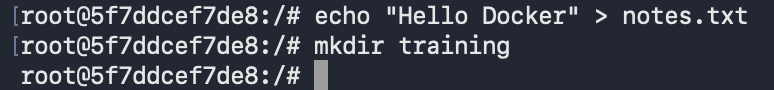 [root@5f7ddcef7de8:/# echo "Hello Docker" > notes.txt
[root@5f7ddcef7de8:/# mkdir training
root@5f7ddcef7de8:/#